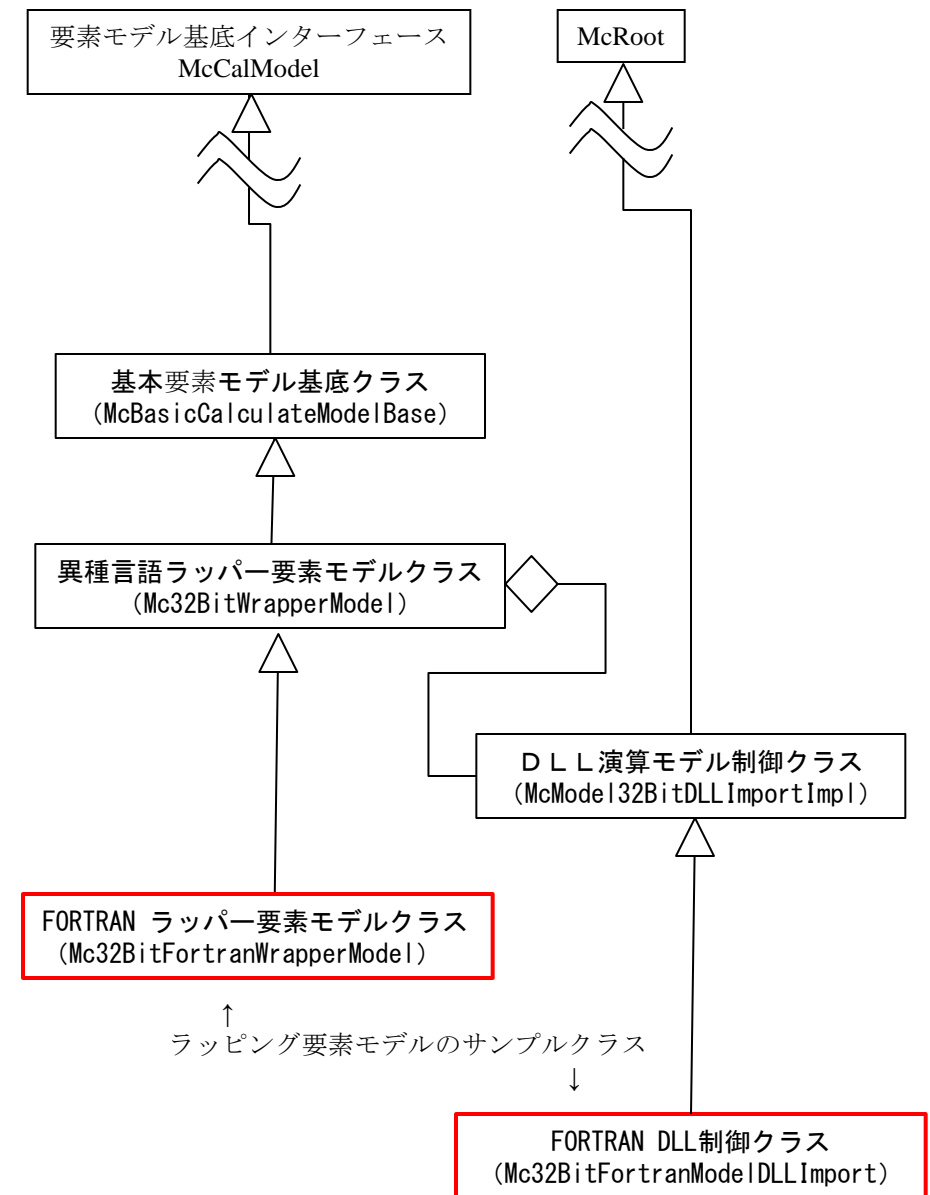 要素モデル基底インターフェース
McCalModel
McRoot
基本要素モデル基底クラス
(McBasicCalculateModelBase)
異種言語ラッパー要素モデルクラス
(Mc32BitWrapperModel)
ＤＬＬ演算モデル制御クラス
(McModel32BitDLLImportImpl)
FORTRAN ラッパー要素モデルクラス
(Mc32BitFortranWrapperModel)
↑
ラッピング要素モデルのサンプルクラス
↓
FORTRAN DLL制御クラス
(Mc32BitFortranModelDLLImport)